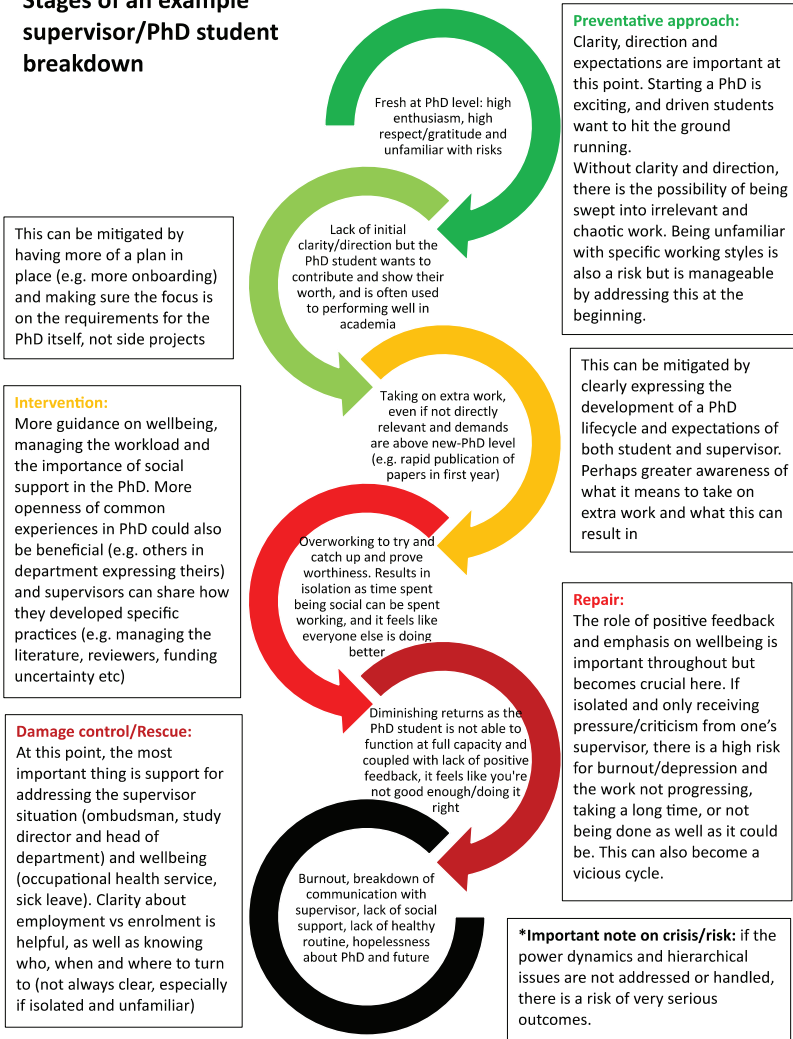 Stages of an example
supervisor/PhD student
breakdown
Preventative approach:
Clarity, direction and
expectations are important at
this point. Starting a PhD is
exciting, and driven students
want to hit the ground
running.
Without clarity and direction,
there is the possibility of being
swept into irrelevant and
chaotic work. Being unfamiliar
with specific working styles is
also a risk but is manageable
by addressing this at the
beginning.
Fresh at PhD level: high
enthusiasm, high
respect/gratitude and
unfamiliar with risks
This can be mitigated by
having more of a plan in
place (e.g. more onboarding)
and making sure the focus is
on the requirements for the
PhD itself, not side projects
Lack of initial
clarity/direction but the
PhD student wants to
contribute and show their
worth, and is often used
to performing well in
academia
This can be mitigated by
clearly expressing the
development of a PhD
lifecycle and expectations of
both student and supervisor.
Perhaps greater awareness of
what it means to take on
extra work and what this can
result in
Taking on extra work,
even if not directly
relevant and demands
are above new-PhD level
(e.g. rapid publication of
papers in first year)
Intervention:
More guidance on wellbeing,
managing the workload and
the importance of social
support in the PhD. More
openness of common
experiences in PhD could also
be beneficial (e.g. others in
department expressing theirs)
and supervisors can share how
they developed specific
practices (e.g. managing the
literature, reviewers, funding
uncertainty etc)
Overworking to try and
catch up and prove
worthiness. Results in
isolation as time spent
being social can be spent
working, and it feels like
everyone else is doing
better
Repair:
The role of positive feedback
and emphasis on wellbeing is
important throughout but
becomes crucial here. If
isolated and only receiving
pressure/criticism from one's
supervisor, there is a high risk
for burnout/depression and
the work not progressing,
taking a long time, or not
being done as well as it could
be. This can also become a
vicious cycle.
Diminishing returns as the
PhD student is not able to
function at full capacity and
coupled with lack of positive
feedback, it feels like you're
not good enough/doing it
right
Damage control/Rescue:
At this point, the most
important thing is support for
addressing the supervisor
situation (ombudsman, study
director and head of
department) and wellbeing
(occupational health service,
sick leave). Clarity about
employment vs enrolment is
helpful, as well as knowing
who, when and where to turn
to (not always clear, especially
if isolated and unfamiliar)
Burnout, breakdown of
communication with
supervisor, lack of social
support, lack of healthy
routine, hopelessness
about PhD and future
*Important note on crisis/risk: if the
power dynamics and hierarchical
issues are not addressed or handled,
there is a risk of very serious
outcomes.